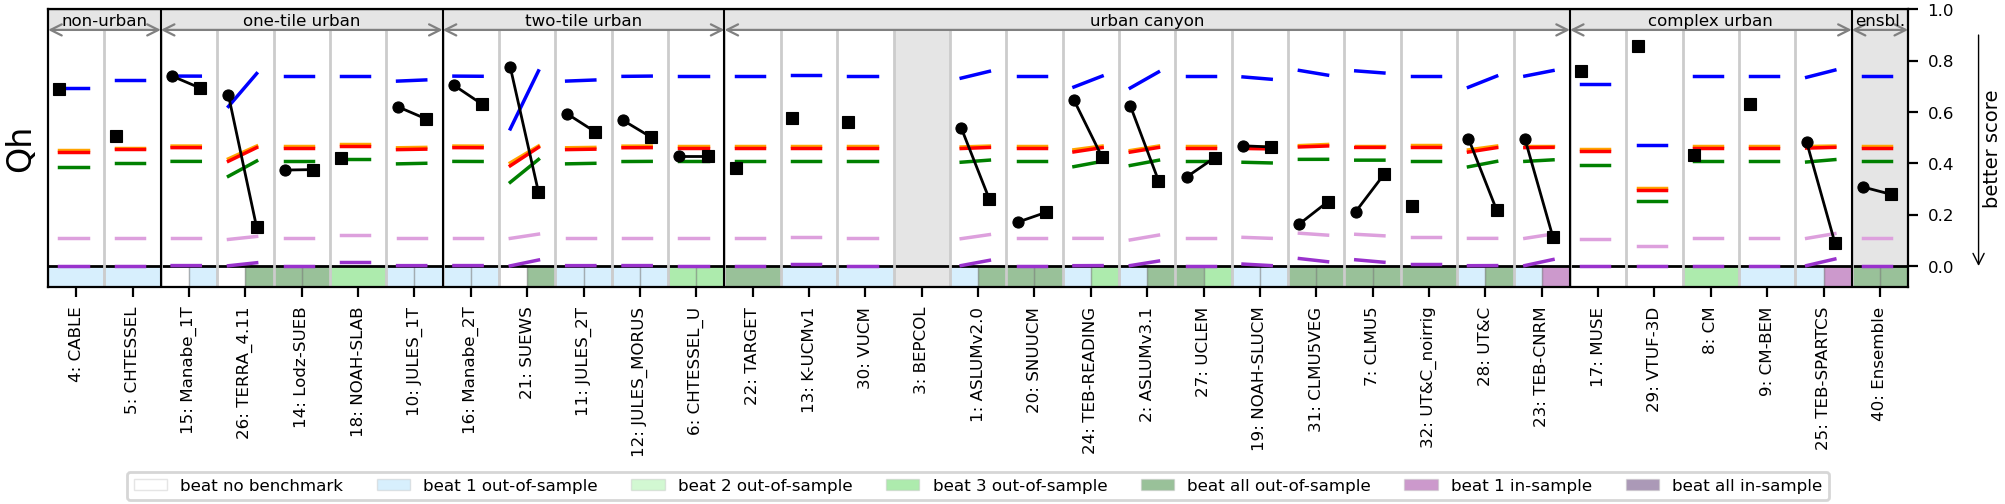 non-urban one-tile urban two-tile urban urban canyon complex urban ensbl.
Qh
1.0
0.8
0.6
0.4
0.2
0.0
better score
4: CABLE
5: CHTESSEL
15: Manabe_1T
26: TERRA_4.11
14: Lodz-SUEB
18: NOAH-SLAB
10: JULES_1T
16: Manabe_2T
21: SUEWS
11: JULES_2T
12: JULES_MORUS
6: CHTESSEL_U
22: TARGET
13: K-UCMv1
30: VUCM
3: BEPCOL
1: ASLUMv2.0
20: SNUUCM
24: TEB-READING
2: ASLUMv3.1
27: UCLEM
19: NOAH-SLUCM
31: CLMU5VEG
7: CLMU5
32: UT&C_noirrig
28: UT&C
23: TEB-CNRM
17: MUSE
29: VTUF-3D
8: CM
9: CM-BEM
25: TEB-SPARTCS
40: Ensemble
beat no benchmark beat 1 out-of-sample beat 2 out-of-sample beat 3 out-of-sample beat all out-of-sample beat 1 in-sample beat all in-sample